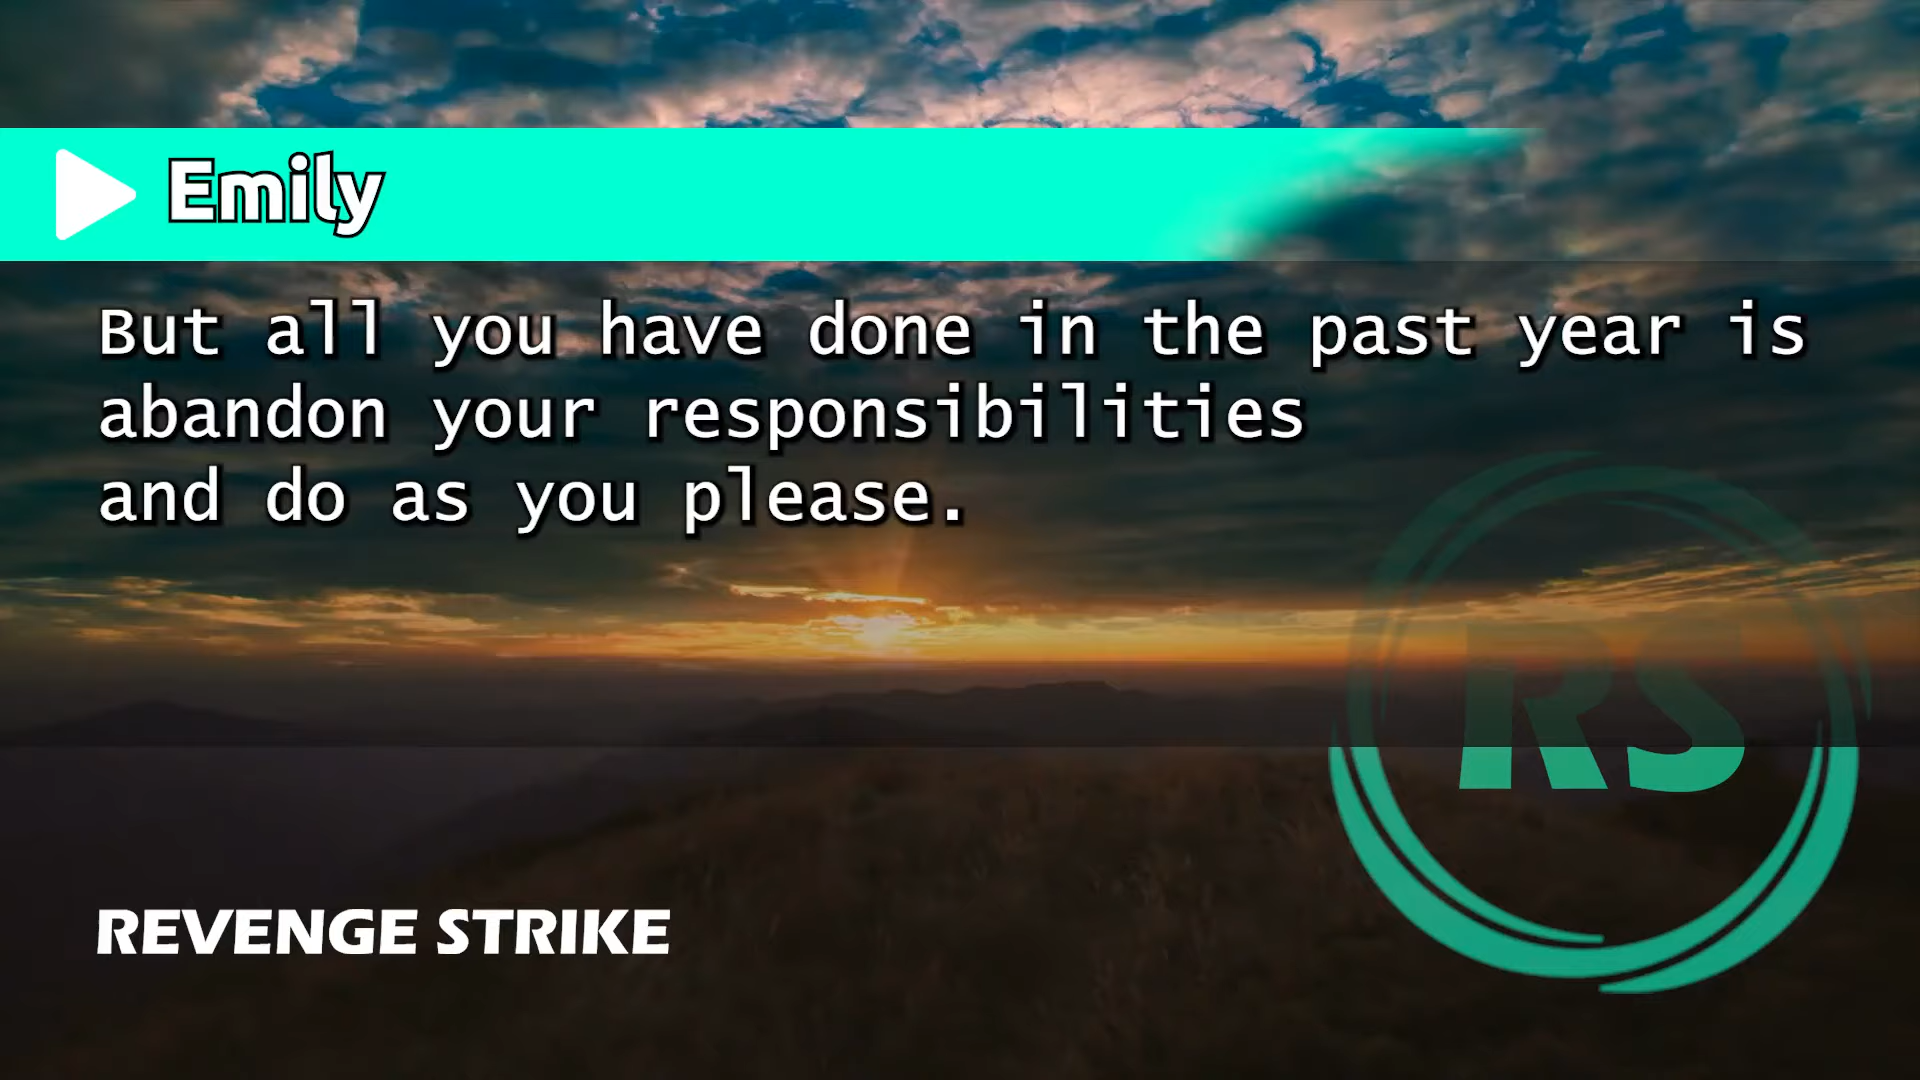 Emily
But all you have done in the past year is
abandon your responsibilities
and do as you please.
RS
REVENGE STRIKE